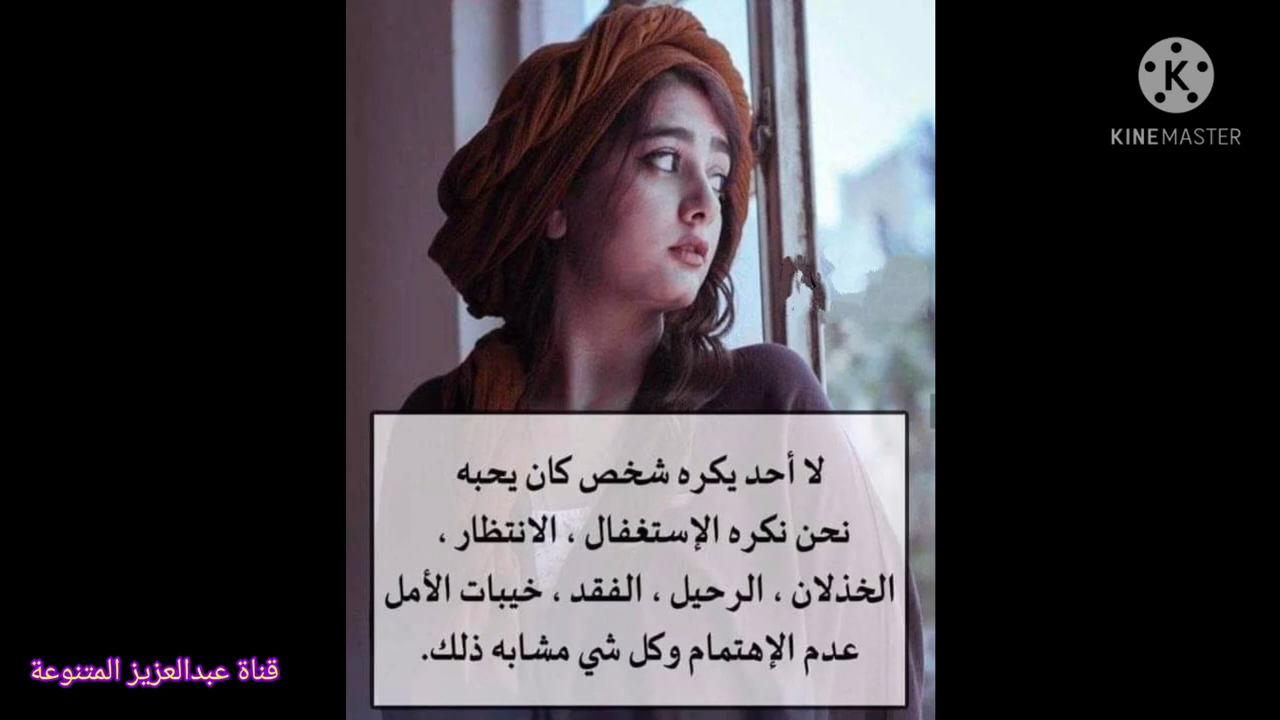 KINEMASTER
لا أحد يكره شخص كان يحبه
نحن نكره الإستغفال ، الانتظار ،
الخذلان ، الرحيل ، الفقد ، خيبات الأمل
عدم الإهتمام وكل شي مشابه ذلك.
قناة عبدالعزيز المتنوعة